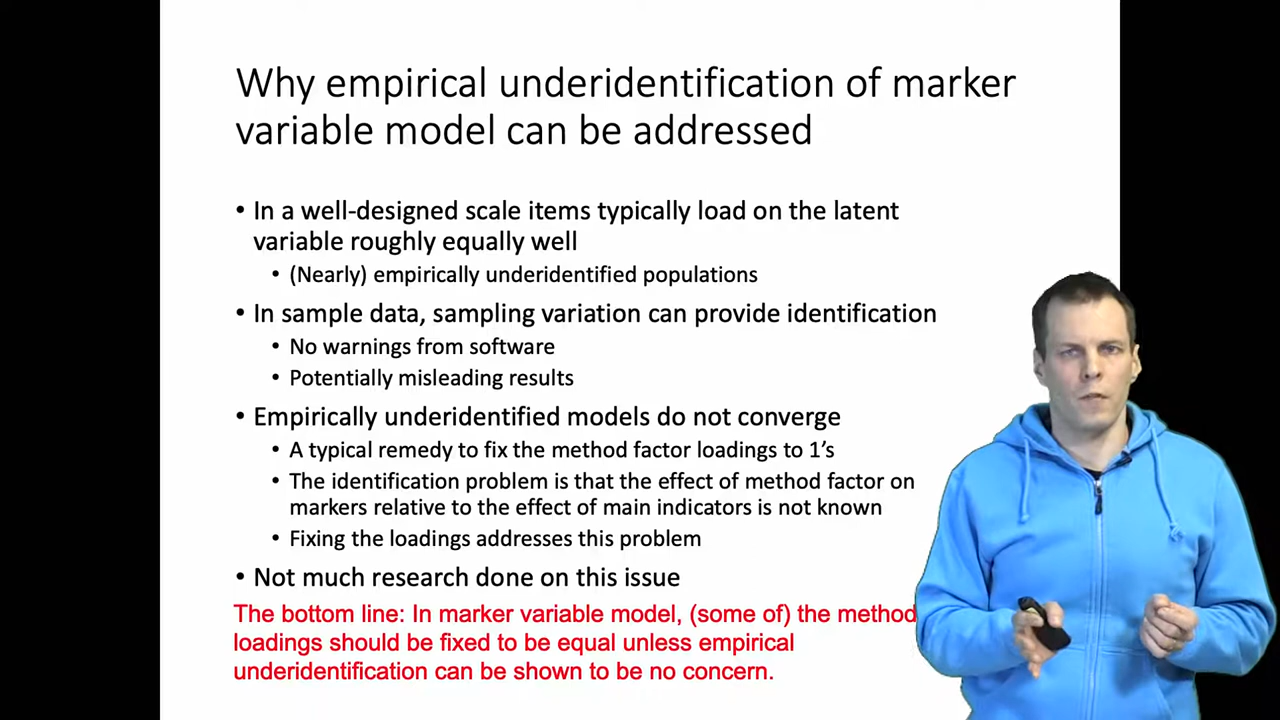 Why empirical underidentification of marker
variable model can be addressed
• In a well-designed scale items typically load on the latent
variable roughly equally well
• (Nearly) empirically underidentified populations
• In sample data, sampling variation can provide identification
• No warnings from software
• Potentially misleading results
• Empirically underidentified models do not converge
• A typical remedy to fix the method factor loadings to 1's
• The identification problem is that the effect of method factor on
markers relative to the effect of main indicators is not known
• Fixing the loadings addresses this problem
• Not much research done on this issue
The bottom line: In marker variable model, (some of) the method
loadings should be fixed to be equal unless empirical
underidentification can be shown to be no concern.